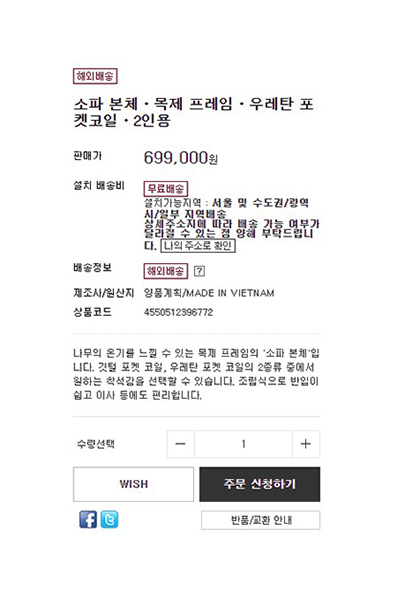 해외배송
소파 본체・목제 프레임・우레탄 포
켓코일・2인용
판매가 699,000원
설치 배송비 무료배송
설치가능지역 : 서울 및 수도권/광역
시/일부 지역배송
상세주소지에 따라 배송 가능 여부가
달라질 수 있는 점 양해 부탁드립니
다. 나의 주소로 확인
배송정보 해외배송 ?
제조사/원산지 양품계획/MADE IN VIETNAM
상품코드 4550512396772
나무의 온기를 느낄 수 있는 목제 프레임의 '소파 본체'입
니다. 깃털 포켓 코일, 우레탄 포켓 코일의 2종류 중에서
원하는 착석감을 선택할 수 있습니다. 조립식으로 반입이
쉽고 이사 등에도 편리합니다.
수량선택 − 1 +
WISH 주문 신청하기
반품/교환 안내